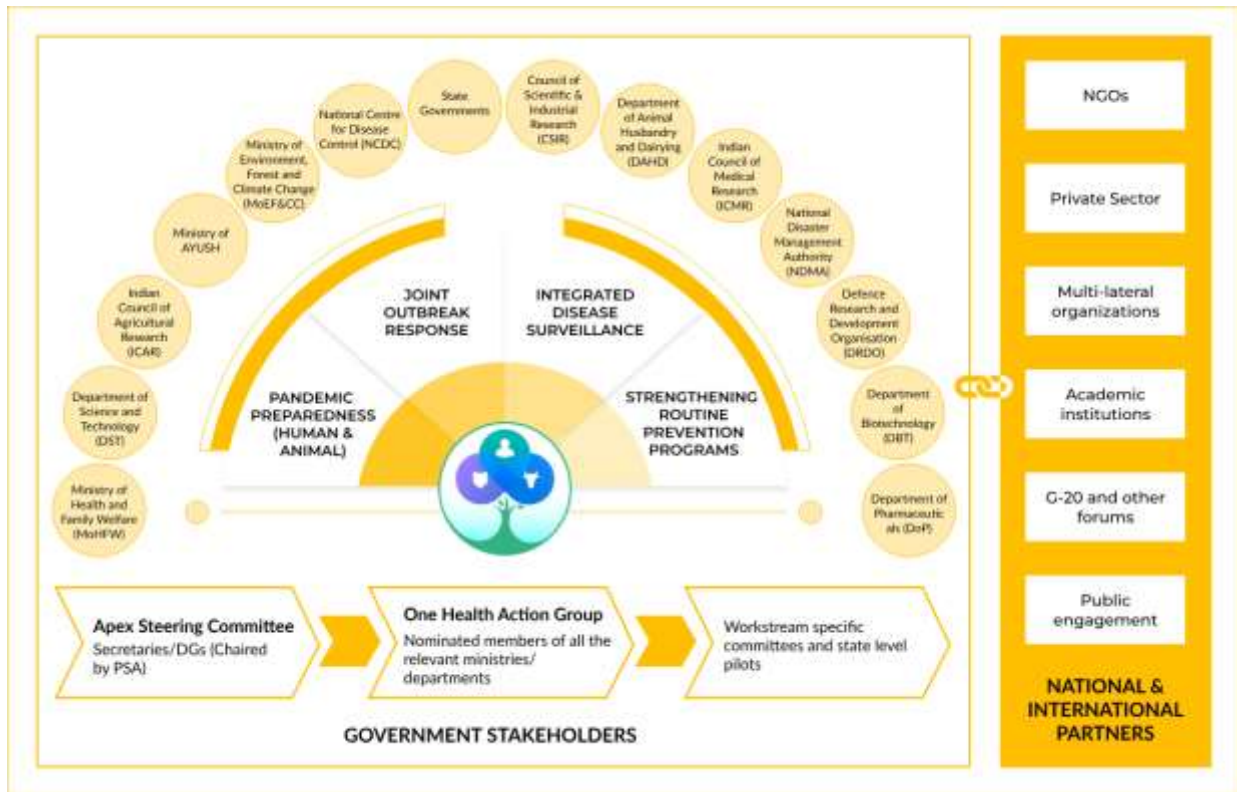 Ministry of
Health and
Family Welfare
(MoHFW)
Department of
Science and
Technology
(DST)
Indian
Council of
Agricultural
Research
(ICAR)
Ministry of
AYUSH
Ministry of
Environment,
Forest and
Climate Change
(MoEF&CC)
National Centre
for Disease
Control (NCDC)
State
Governments
Council of
Scientific &
Industrial
Research
(CSIR)
Department
of Animal
Husbandry
and Dairying
(DAHD)
Indian
Council of
Medical
Research
(ICMR)
National
Disaster
Management
Authority
(NDMA)
Defence
Research and
Development
Organisation
(DRDO)
Department
of
Biotechnology
(DBT)
Department of
Pharmaceutic
als (DoP)
PANDEMIC
PREPAREDNESS
(HUMAN &
ANIMAL)
JOINT
OUTBREAK
RESPONSE
INTEGRATED
DISEASE
SURVEILLANCE
STRENGTHENING
ROUTINE
PREVENTION
PROGRAMS
Apex Steering Committee
Secretaries/DGs (Chaired
by PSA)
One Health Action Group
Nominated members of all the
relevant ministries/
departments
Workstream specific
committees and state level
pilots
GOVERNMENT STAKEHOLDERS
NGOs
Private Sector
Multi-lateral
organizations
Academic
institutions
G-20 and other
forums
Public
engagement
NATIONAL &
INTERNATIONAL
PARTNERS